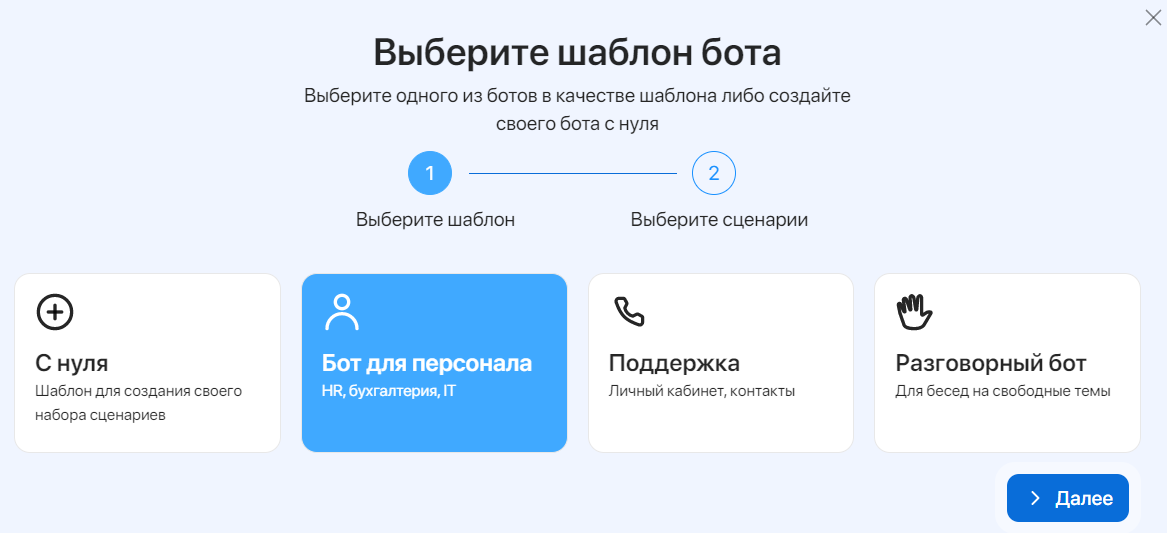 Выберите шаблон бота
Выберите одного из ботов в качестве шаблона либо создайте
своего бота с нуля
1
2
Выберите шаблон
Выберите сценарии
С нуля
Шаблон для создания своего
набора сценариев
Бот для персонала
HR, бухгалтерия, IT
Поддержка
Личный кабинет, контакты
Разговорный бот
Для бесед на свободные темы
Далее